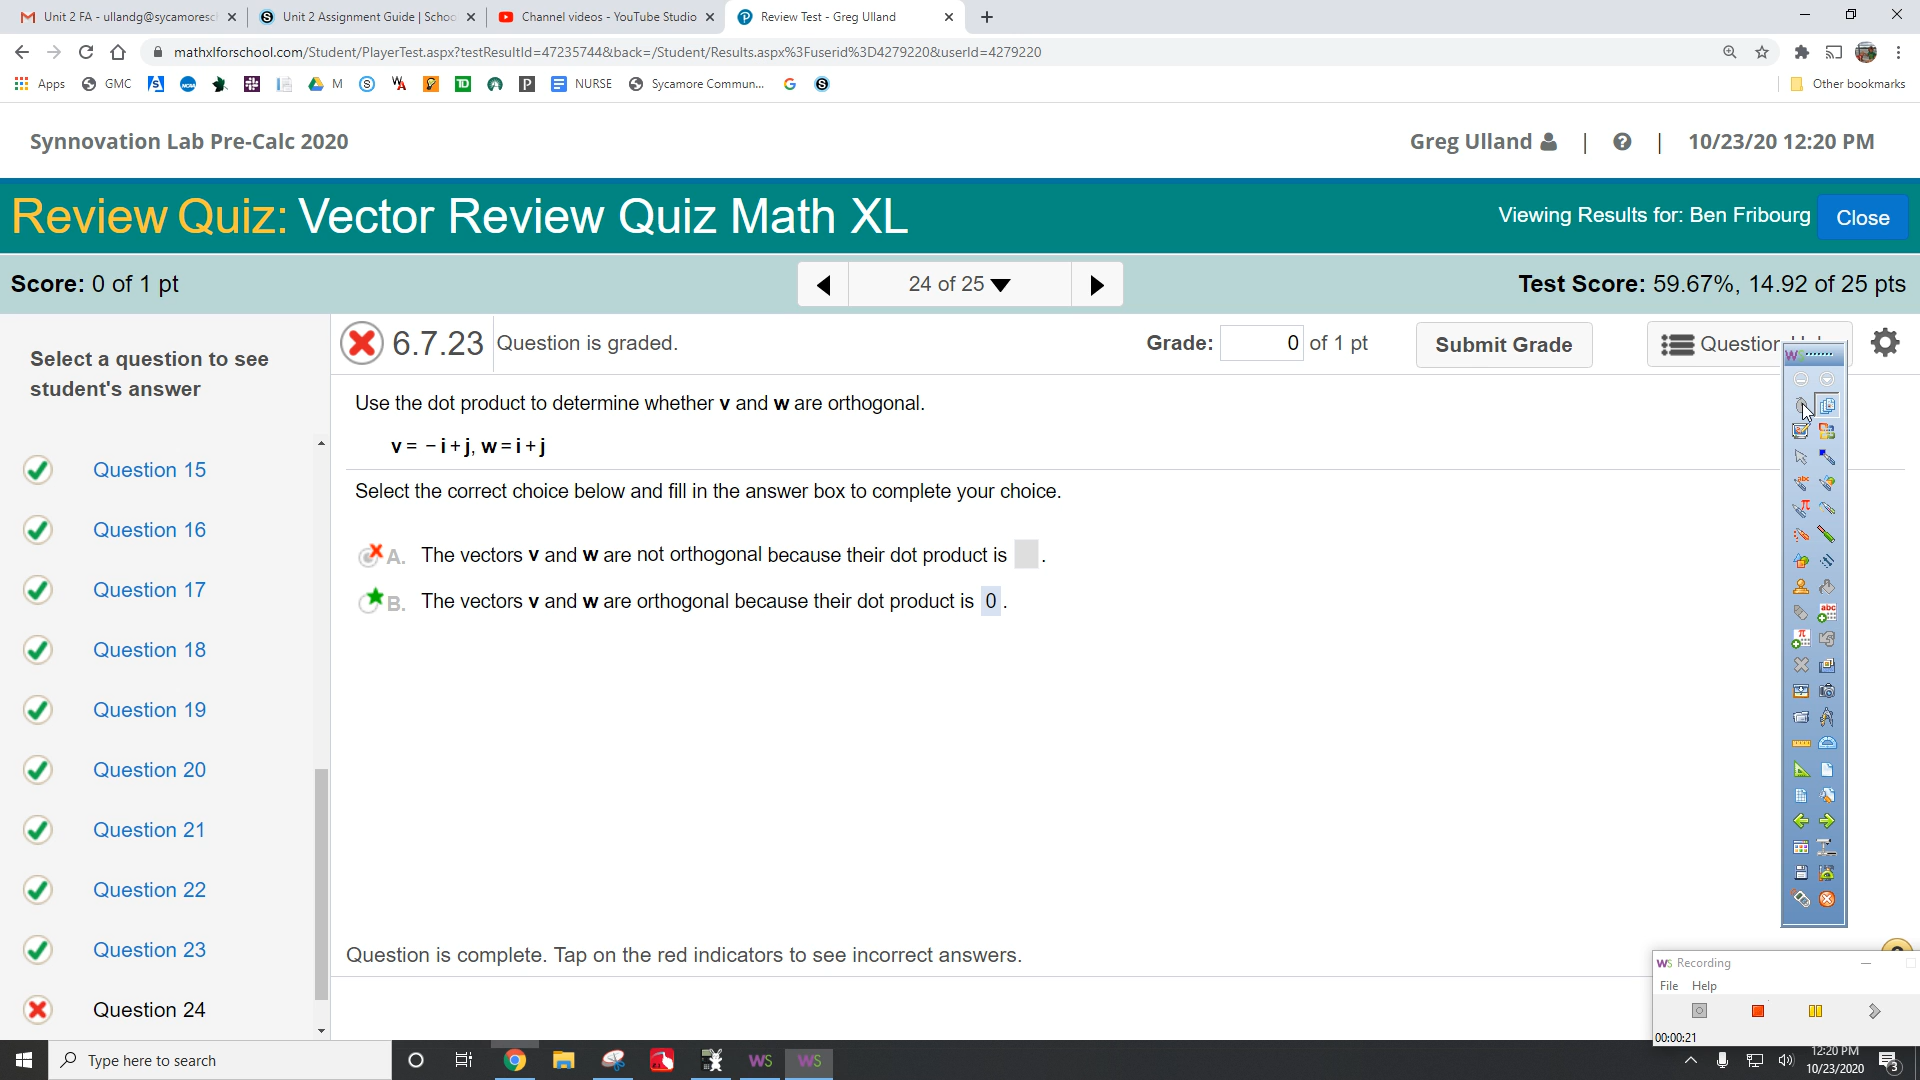 Unit 2 FA - ullandg@sycamoresc
Unit 2 Assignment Guide | Schoo
Channel videos - YouTube Studio
Review Test - Greg Ulland
mathxlforschool.com/Student/PlayerTest.aspx?testResultId=47235744&back=/Student/Results.aspx%3Fuserid%3D4279220&userId=4279220
Apps
GMC
M
NURSE
Sycamore Commun...
Other bookmarks
Synnovation Lab Pre-Calc 2020
Greg Ulland | ? | 10/23/20 12:20 PM
Review Quiz: Vector Review Quiz Math XL
Viewing Results for: Ben Fribourg
Close
Score: 0 of 1 pt
24 of 25
Test Score: 59.67%, 14.92 of 25 pts
Select a question to see
student's answer
Question 15
Question 16
Question 17
Question 18
Question 19
Question 20
Question 21
Question 22
Question 23
Question 24
6.7.23
Question is graded.
Grade: 0 of 1 pt
Submit Grade
Use the dot product to determine whether v and w are orthogonal.
v = - i + j, w = i + j
Select the correct choice below and fill in the answer box to complete your choice.
A. The vectors v and w are not orthogonal because their dot product is .
B. The vectors v and w are orthogonal because their dot product is 0 .
Question is complete. Tap on the red indicators to see incorrect answers.
WS Recording
File Help
00:00:21
Type here to search
WS
WS
12:20 PM
10/23/2020
3